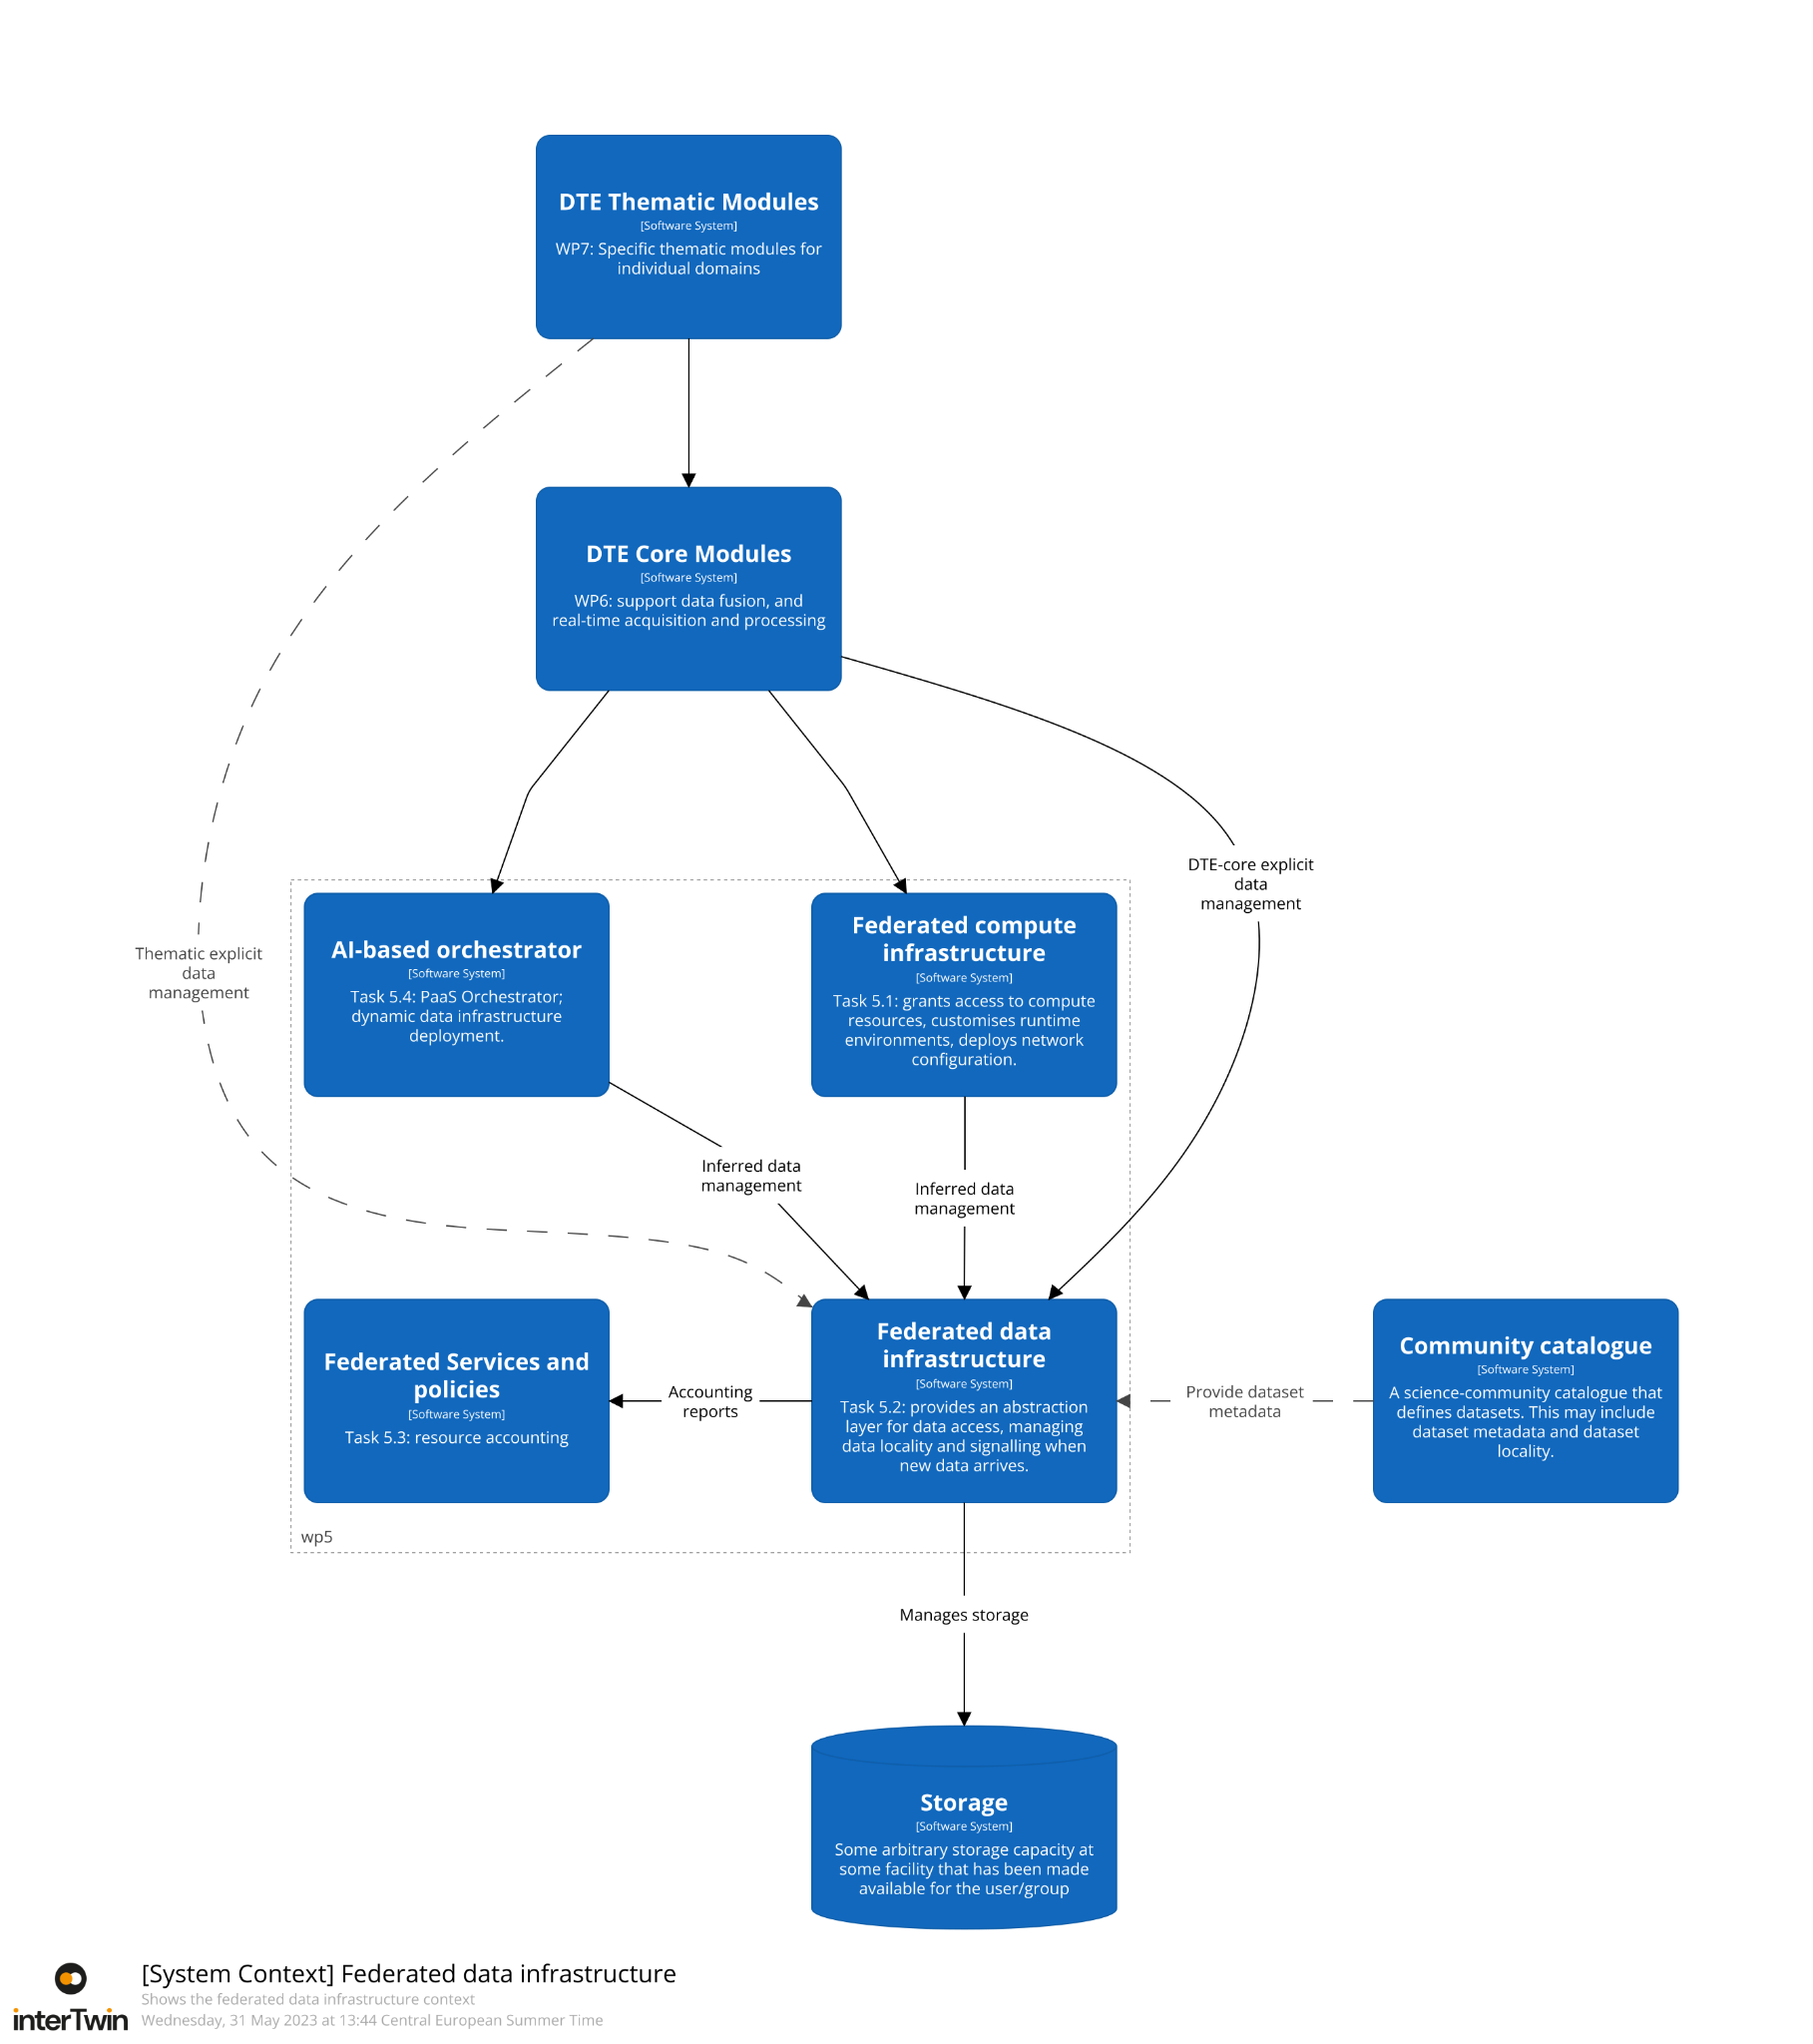 DTE Thematic Modules
[Software System]
WP7: Specific thematic modules for
individual domains
DTE Core Modules
[Software System]
WP6: support data fusion, and
real-time acquisition and processing
DTE-core explicit
data
management
Thematic explicit
data
management
AI-based orchestrator
[Software System]
Task 5.4: PaaS Orchestrator;
dynamic data infrastructure
deployment.
Federated compute
infrastructure
[Software System]
Task 5.1: grants access to compute
resources, customises runtime
environments, deploys network
configuration.
Inferred data
management
Inferred data
management
Federated Services and
policies
[Software System]
Task 5.3: resource accounting
Accounting
reports
Federated data
infrastructure
[Software System]
Task 5.2: provides an abstraction
layer for data access, managing
data locality and signalling when
new data arrives.
Provide dataset
metadata
Community catalogue
[Software System]
A science-community catalogue that
defines datasets. This may include
dataset metadata and dataset
locality.
wp5
Manages storage
Storage
[Software System]
Some arbitrary storage capacity at
some facility that has been made
available for the user/group
interTwin
[System Context] Federated data infrastructure
Shows the federated data infrastructure context
Wednesday, 31 May 2023 at 13:44 Central European Summer Time